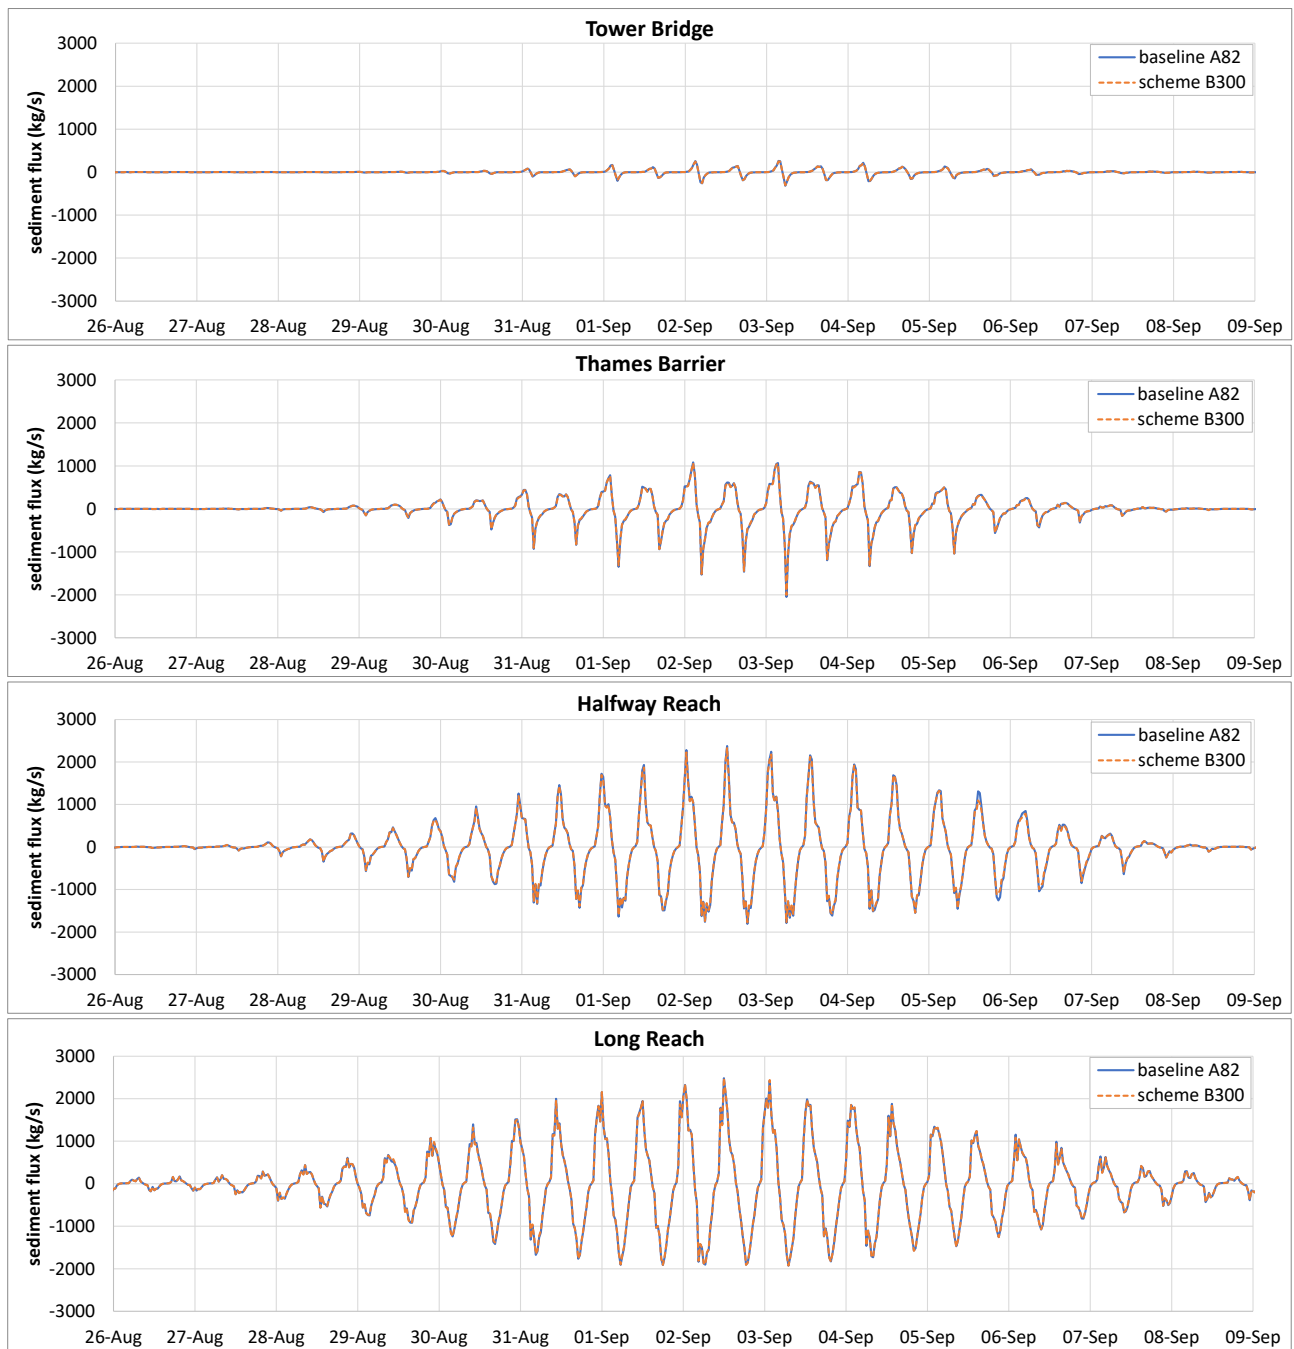 Tower Bridge
baseline A82
scheme B300
sediment flux (kg/s)
3000
2000
1000
0
-1000
-2000
-3000
26-Aug 27-Aug 28-Aug 29-Aug 30-Aug 31-Aug 01-Sep 02-Sep 03-Sep 04-Sep 05-Sep 06-Sep 07-Sep 08-Sep 09-Sep
Thames Barrier
baseline A82
scheme B300
sediment flux (kg/s)
3000
2000
1000
0
-1000
-2000
-3000
26-Aug 27-Aug 28-Aug 29-Aug 30-Aug 31-Aug 01-Sep 02-Sep 03-Sep 04-Sep 05-Sep 06-Sep 07-Sep 08-Sep 09-Sep
Halfway Reach
baseline A82
scheme B300
sediment flux (kg/s)
3000
2000
1000
0
-1000
-2000
-3000
26-Aug 27-Aug 28-Aug 29-Aug 30-Aug 31-Aug 01-Sep 02-Sep 03-Sep 04-Sep 05-Sep 06-Sep 07-Sep 08-Sep 09-Sep
Long Reach
baseline A82
scheme B300
sediment flux (kg/s)
3000
2000
1000
0
-1000
-2000
-3000
26-Aug 27-Aug 28-Aug 29-Aug 30-Aug 31-Aug 01-Sep 02-Sep 03-Sep 04-Sep 05-Sep 06-Sep 07-Sep 08-Sep 09-Sep